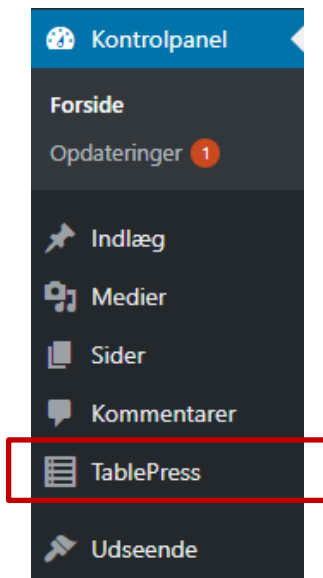 Kontrolpanel
Forside
Opdateringer 1
Indlæg
Medier
Sider
Kommentarer
TablePress
Udseende